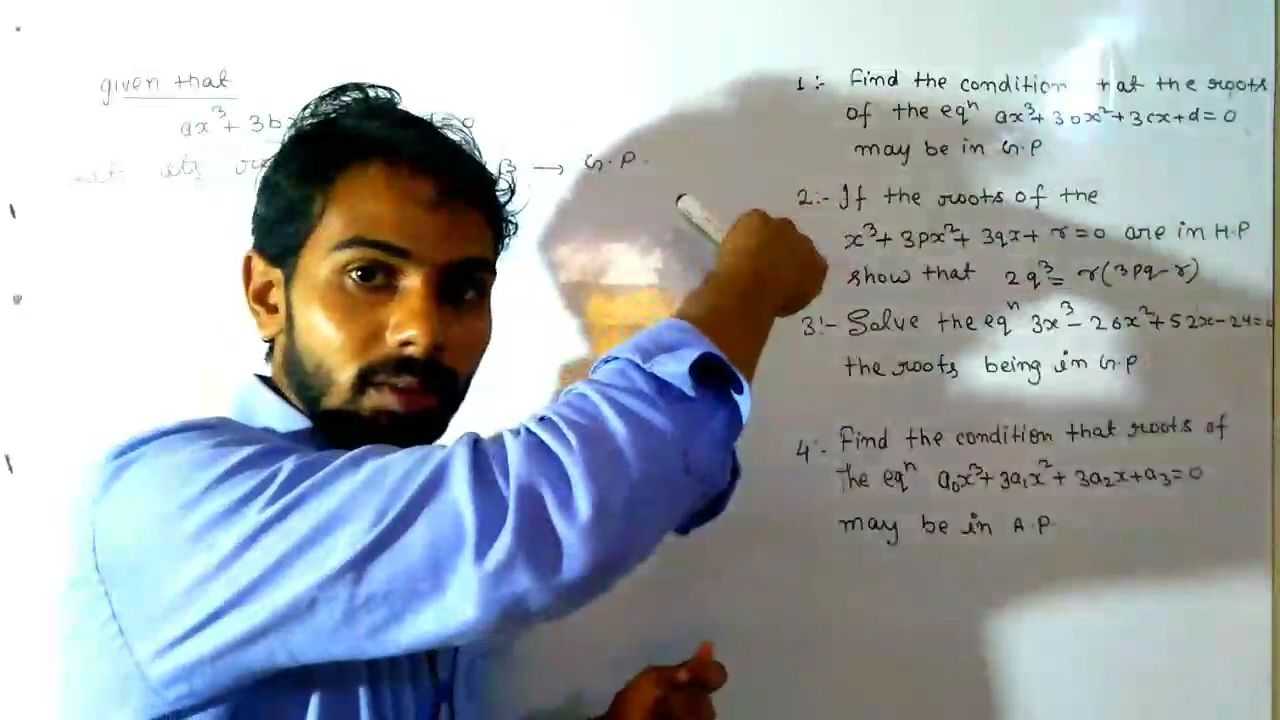 given that
ax³ + 3b
β → G.P.
1:- Find the condition that the roots
of the eqⁿ ax³+3bx²+3cx+d=0
may be in G.P
2:- If the roots of the
x³+3px²+3qx+r=0 are in H.P
show that 2q³=r(3pq-r)
3:- Solve the eqⁿ 3x³-26x²+52x-24=0
the roots being in G.P
4:- Find the condition that roots of
the eqⁿ a₀x³+3a₁x²+3a₂x+a₃=0
may be in A.P.